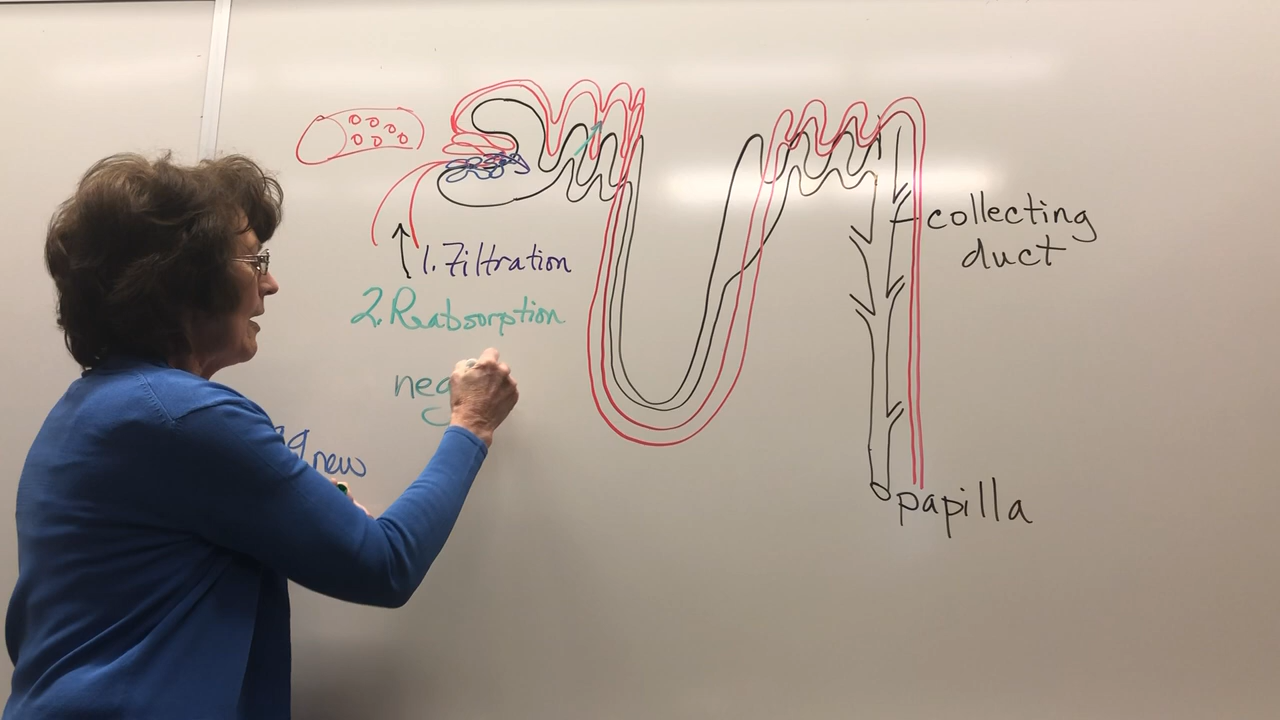 1. Filtration
2. Reabsorption
neg
new
collecting
duct
papilla